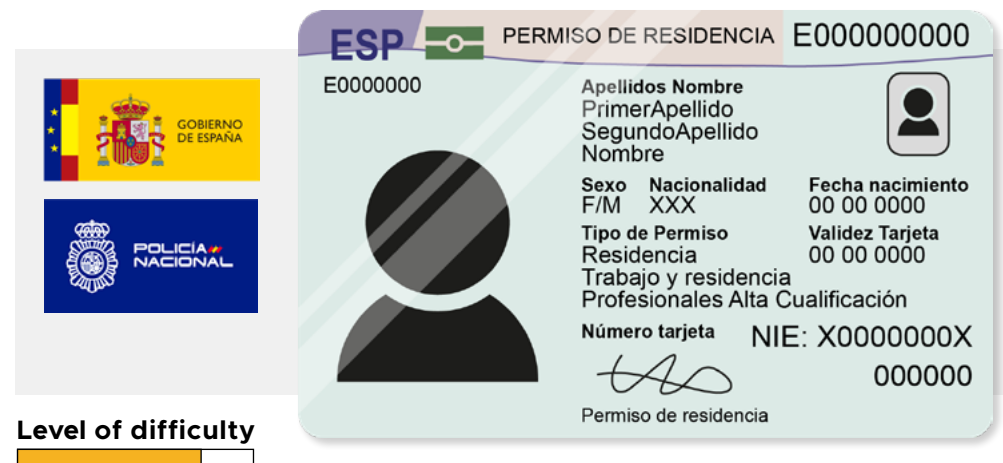 ESP
PERMISO DE RESIDENCIA
E000000000
E0000000
Apellidos Nombre
PrimerApellido
SegundoApellido
Nombre
Sexo Nacionalidad Fecha nacimiento
F/M XXX 00 00 0000
Tipo de Permiso Validez Tarjeta
Residencia 00 00 0000
Trabajo y residencia
Profesionales Alta Cualificación
Número tarjeta NIE: X0000000X
000000
Permiso de residencia
GOBIERNO
DE ESPAÑA
POLICÍA
NACIONAL
Level of difficulty